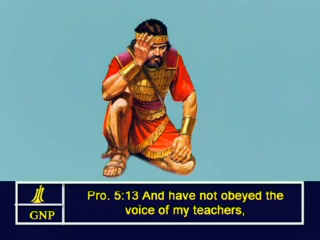 Pro. 5:13 And have not obeyed the
voice of my teachers,
GNP